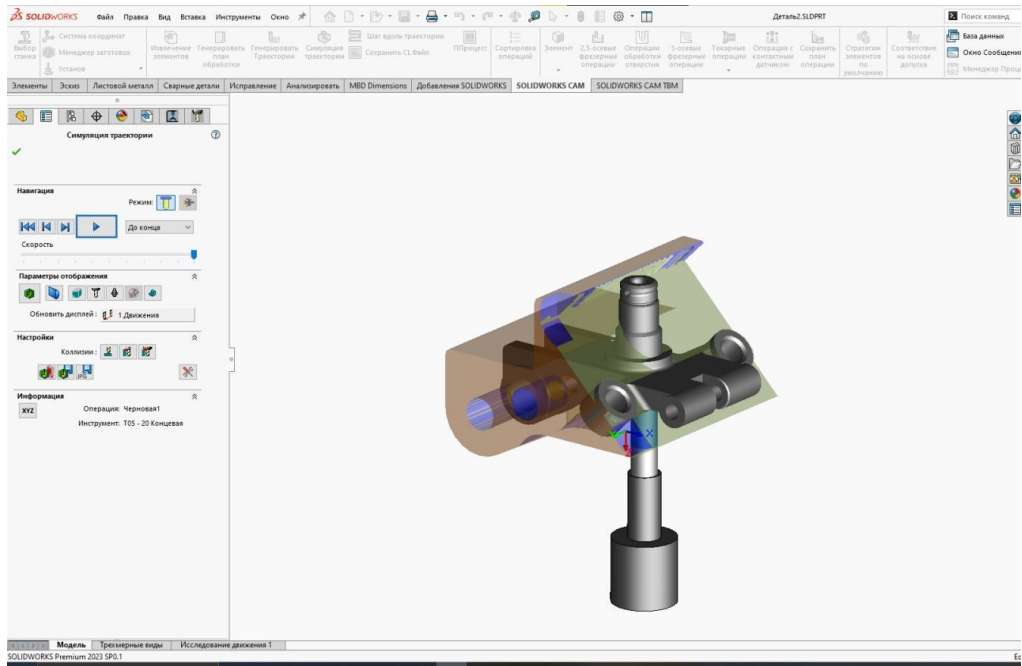 SOLIDWORKS Файл Правка Вид Вставка Инструменты Окно Деталь2.SLDPRT Поиск команд
Выбор станка
Система координат
Менеджер заготовок
Установ
Извлечение элементов
Генерировать план обработки
Генерировать Траектории
Симуляция траектории
Шаг вдоль траектории
Сохранить CL Файл
ППроцесс
Сортировка операций
Элемент
2,5-осевые фрезерные операции
Операции обработки отверстия
3-осевые фрезерные операции
Токарные операции
Операция с контактным датчиком
Сохранить план операции
Стратегии элементов по умолчанию
Соответствие на основе допуска
База данных
Окно Сообщени
Менеджер Проце
Элементы Эскиз Листовой металл Сварные детали Исправление Анализировать MBD Dimensions Добавления SOLIDWORKS SOLIDWORKS CAM SOLIDWORKS CAM TBM
Симуляция траектории
Навигация
Режим:
До конца
Скорость
Параметры отображения
Обновить дисплей: 1 Движения
Настройки
Коллизии:
JPG
Информация
XYZ
Операция: Черновая1
Инструмент: T05 - 20 Концевая
X
Модель Трехмерные виды Исследование движения 1
SOLIDWORKS Premium 2023 SP0.1